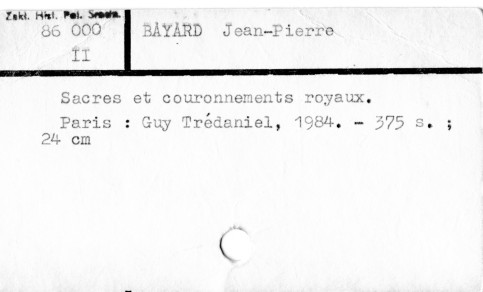 Zakl. Hist. Pol. Średn.
86 000 BAYARD Jean-Pierre
II
Sacres et couronnements royaux.
Paris : Guy Trédaniel, 1984. - 375 s. ;
24 cm